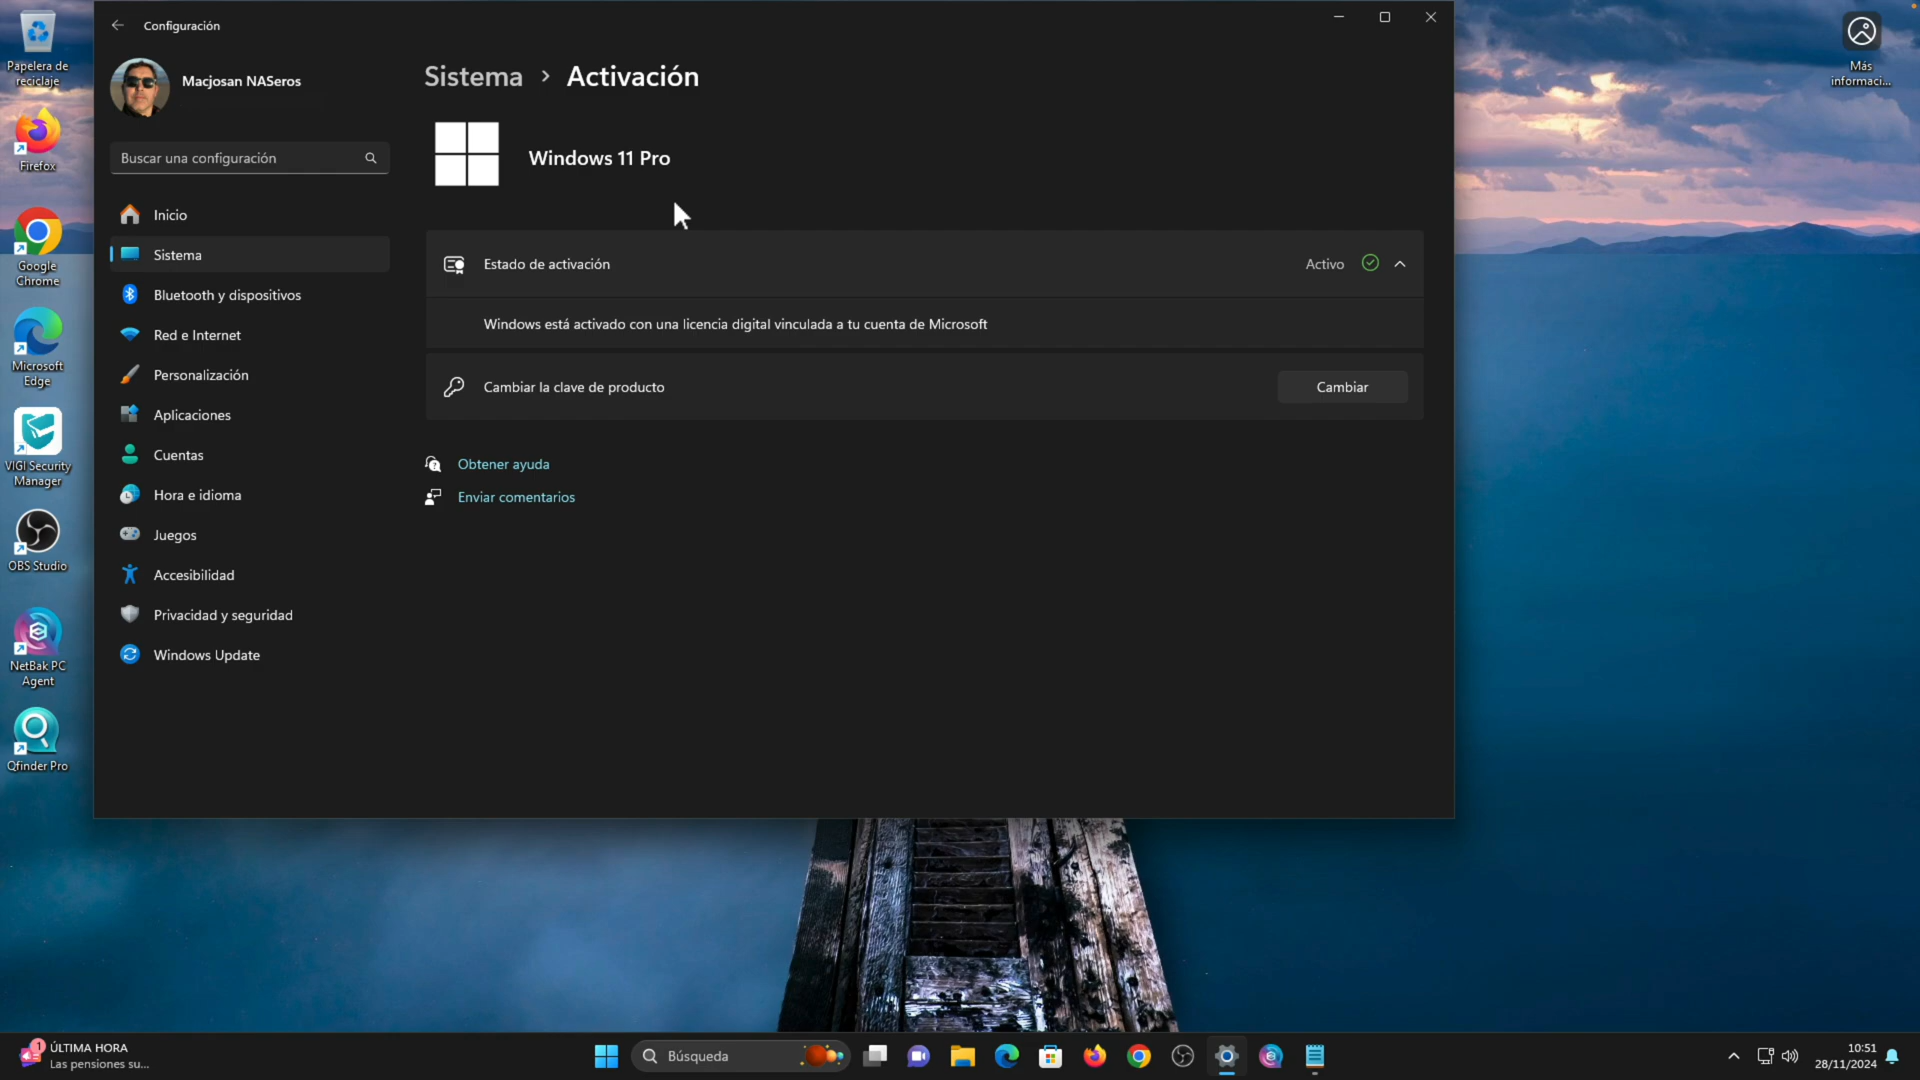 Papelera de
reciclaje
Firefox
Google
Chrome
Microsoft
Edge
VIGI Security
Manager
OBS Studio
NetBak PC
Agent
Qfinder Pro
Configuración
Macjosan NASeros
Buscar una configuración
Inicio
Sistema
Bluetooth y dispositivos
Red e Internet
Personalización
Aplicaciones
Cuentas
Hora e idioma
Juegos
Accesibilidad
Privacidad y seguridad
Windows Update
Sistema > Activación
Windows 11 Pro
Estado de activación
Activo
Windows está activado con una licencia digital vinculada a tu cuenta de Microsoft
Cambiar la clave de producto
Cambiar
Obtener ayuda
Enviar comentarios
Más
informaci...
1
ÚLTIMA HORA
Las pensiones su...
Búsqueda
10:51
28/11/2024